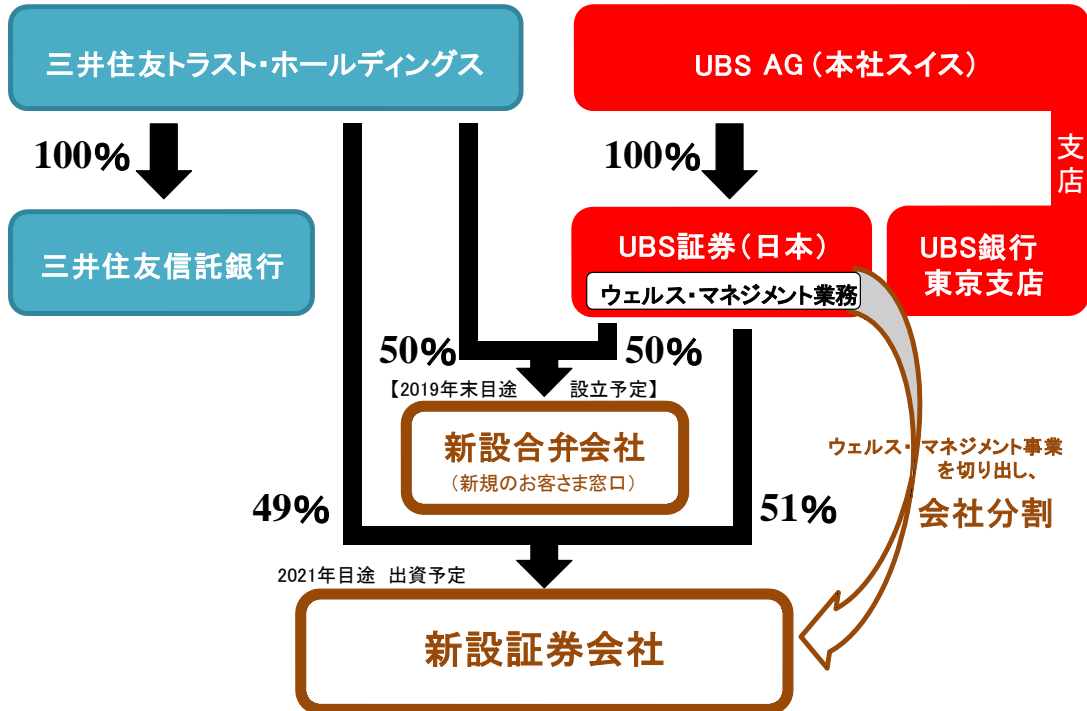 三井住友トラスト・ホールディングス
UBS AG（本社スイス）
100%
100%
支店
三井住友信託銀行
UBS証券（日本）
ウェルス・マネジメント業務
UBS銀行
東京支店
50%
50%
【2019年末目途　設立予定】
新設合弁会社
（新規のお客さま窓口）
ウェルス・マネジメント事業
を切り出し、
会社分割
49%
51%
2021年目途 出資予定
新設証券会社